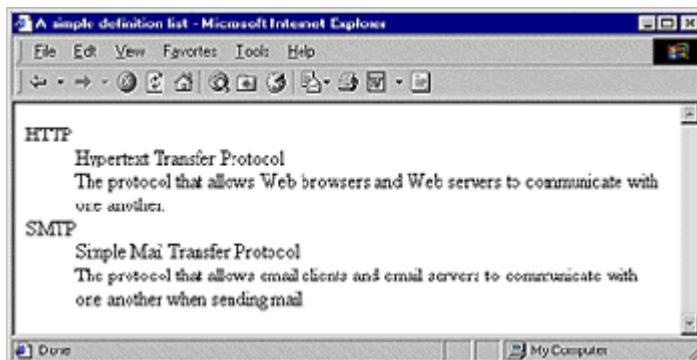 A simple definition list - Microsoft Internet Explorer
File Edit View Favorites Tools Help
HTTP
Hypertext Transfer Protocol
The protocol that allows Web browsers and Web servers to communicate with
one another.
SMTP
Simple Mail Transfer Protocol
The protocol that allows email clients and email servers to communicate with
one another when sending mail
Done My Computer